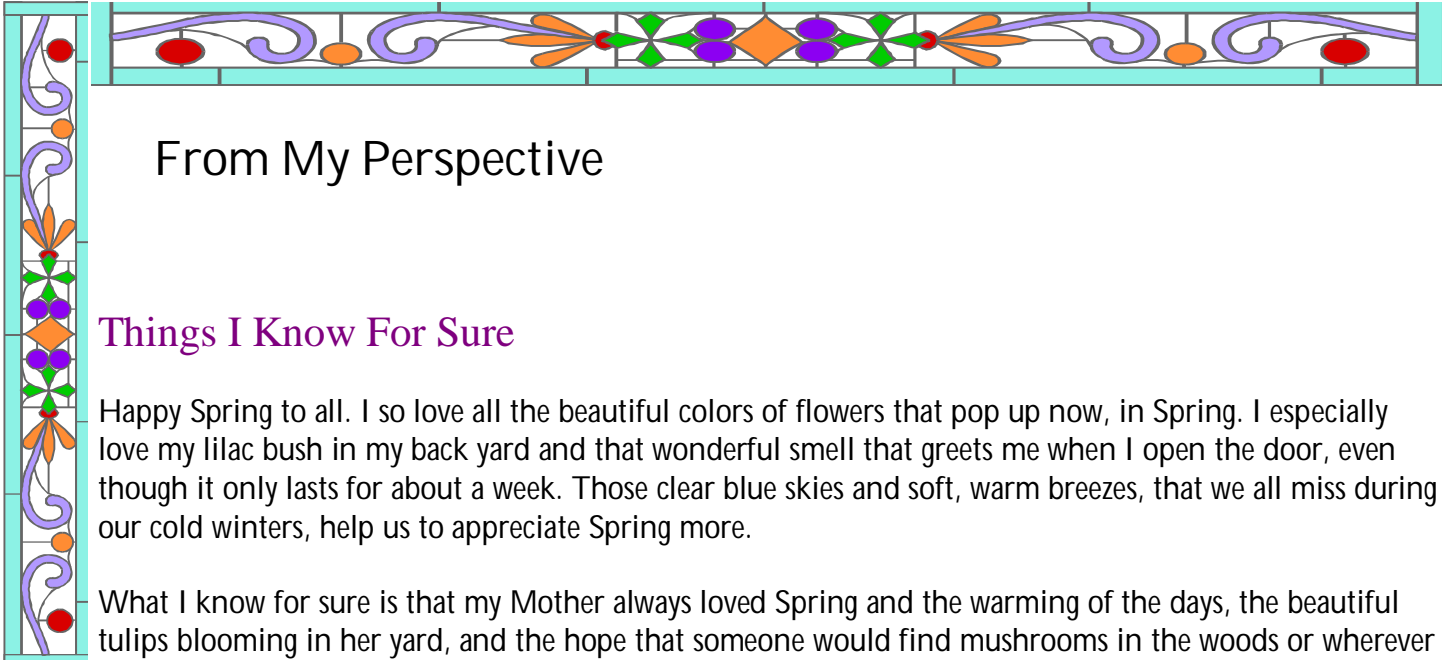 From My Perspective
Things I Know For Sure
Happy Spring to all. I so love all the beautiful colors of flowers that pop up now, in Spring. I especially
love my lilac bush in my back yard and that wonderful smell that greets me when I open the door, even
though it only lasts for about a week. Those clear blue skies and soft, warm breezes, that we all miss during
our cold winters, help us to appreciate Spring more.
What I know for sure is that my Mother always loved Spring and the warming of the days, the beautiful
tulips blooming in her yard, and the hope that someone would find mushrooms in the woods or wherever